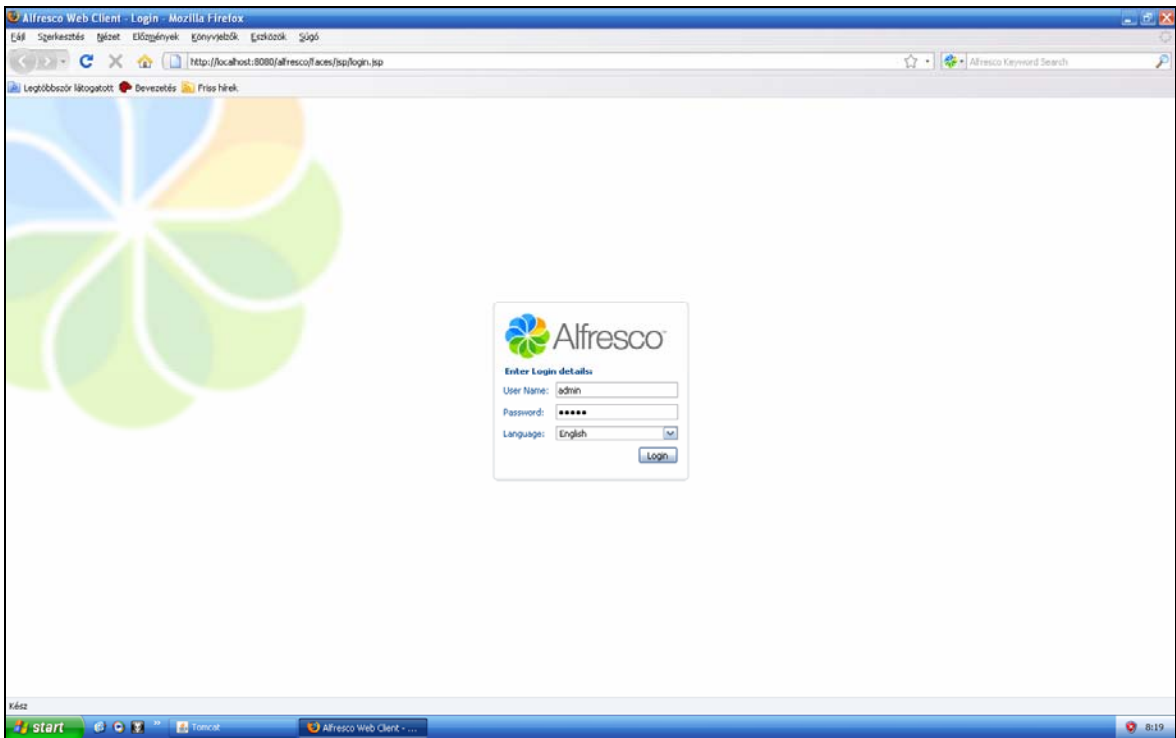 Alfresco Web Client - Login - Mozilla Firefox
Fájl Szerkesztés Nézet Előzmények Könyvjelzők Eszközök Súgó
http://localhost:8080/alfresco/faces/jsp/login.jsp
Alfresco Keyword Search
Legtöbbször látogatott Bevezetés Friss hírek
Alfresco
Enter Login details:
User Name: admin
Password: •••••
Language: English
Login
Kész
start
Tomcat
Alfresco Web Client - ...
8:19